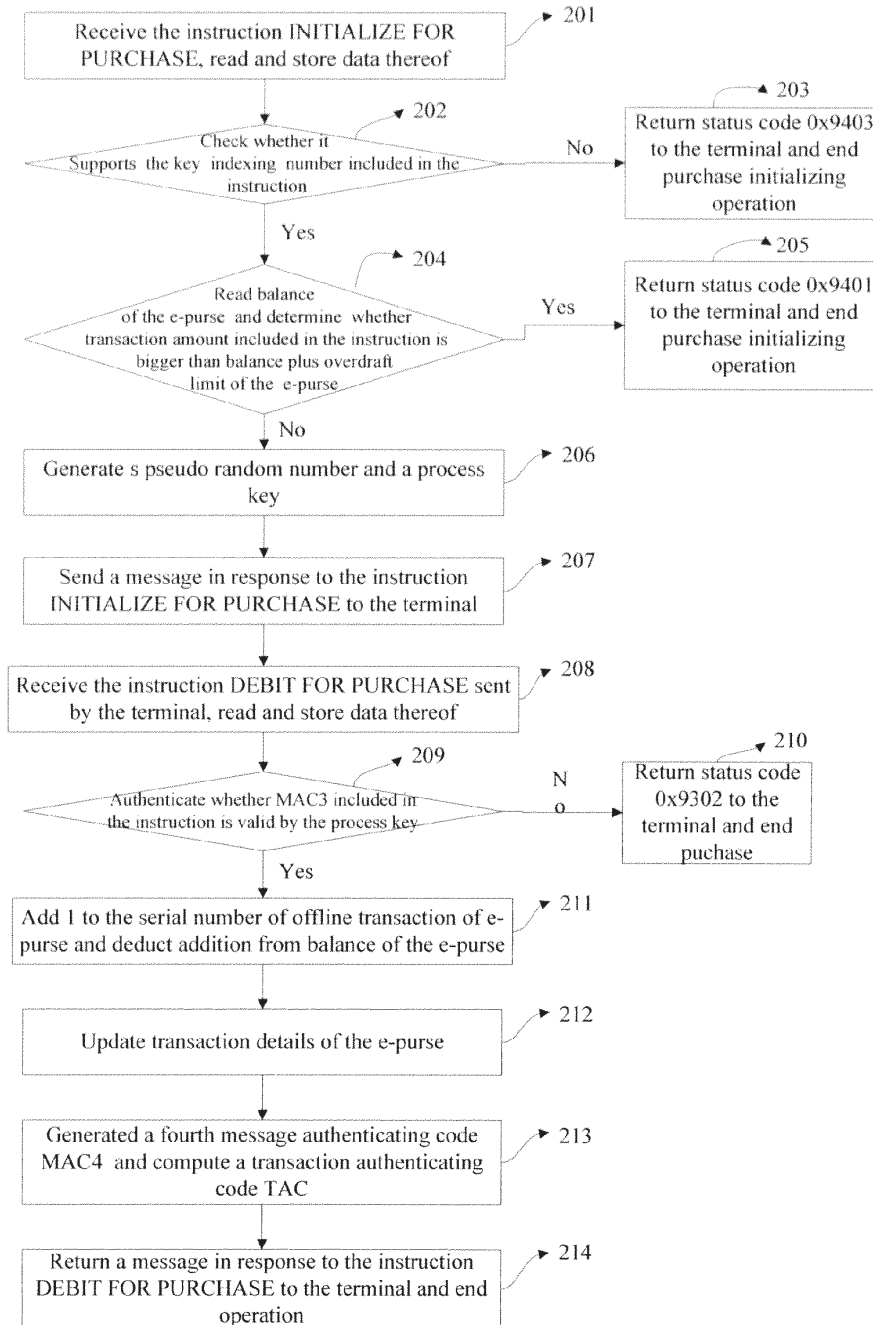 Receive the instruction INITIALIZE FOR
PURCHASE, read and store data thereof
201
202
Check whether it
Supports the key indexing number included in the
instruction
No
203
Return status code 0x9403
to the terminal and end
purchase initializing
operation
Yes
204
Read balance
of the e-purse and determine whether
transaction amount included in the instruction is
bigger than balance plus overdraft
limit of the e-purse
Yes
205
Return status code 0x9401
to the terminal and end
purchase initializing
operation
No
Generate s pseudo random number and a process
key
206
Send a message in response to the instruction
INITIALIZE FOR PURCHASE to the terminal
207
Receive the instruction DEBIT FOR PURCHASE sent
by the terminal, read and store data thereof
208
209
Authenticate whether MAC3 included in
the instruction is valid by the process key
N
o
210
Return status code
0x9302 to the
terminal and end
puchase
Yes
Add 1 to the serial number of offline transaction of e-
purse and deduct addition from balance of the e-purse
211
Update transaction details of the e-purse
212
Generated a fourth message authenticating code
MAC4 and compute a transaction authenticating
code TAC
213
Return a message in response to the instruction
DEBIT FOR PURCHASE to the terminal and end
operation
214